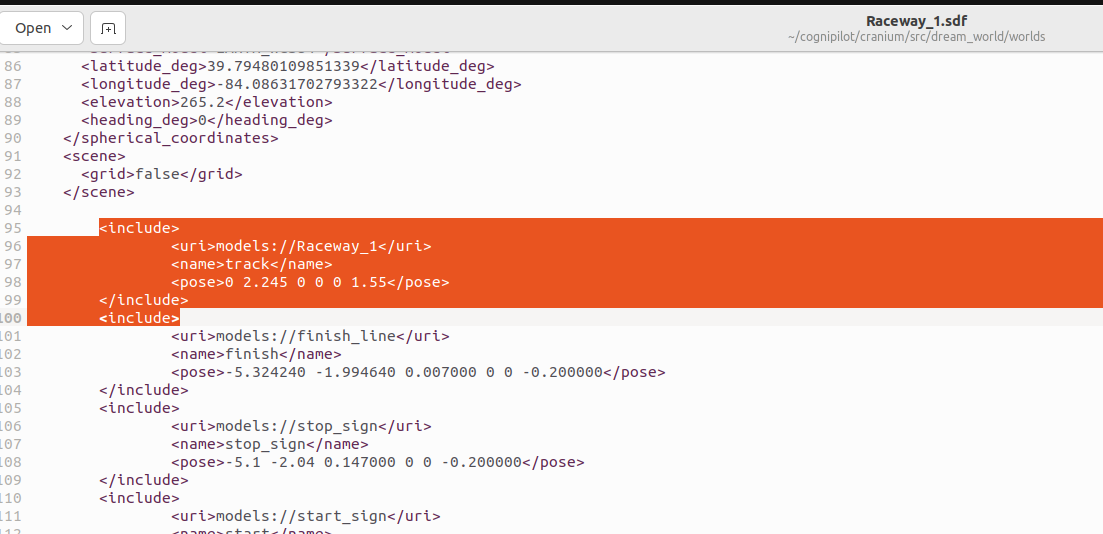 Open
Raceway_1.sdf
~/cognipilot/cranium/src/dream_world/worlds
86 <latitude_deg>39.79480109851339</latitude_deg>
87 <longitude_deg>-84.08631702793322</longitude_deg>
88 <elevation>265.2</elevation>
89 <heading_deg>0</heading_deg>
90 </spherical_coordinates>
91 <scene>
92 <grid>false</grid>
93 </scene>
94
95 <include>
96 <uri>models://Raceway_1</uri>
97 <name>track</name>
98 <pose>0 2.245 0 0 0 1.55</pose>
99 </include>
100 <include>
101 <uri>models://finish_line</uri>
102 <name>finish</name>
103 <pose>-5.324240 -1.994640 0.007000 0 0 -0.200000</pose>
104 </include>
105 <include>
106 <uri>models://stop_sign</uri>
107 <name>stop_sign</name>
108 <pose>-5.1 -2.04 0.147000 0 0 -0.200000</pose>
109 </include>
110 <include>
111 <uri>models://start_sign</uri>
112 <name>start</name>